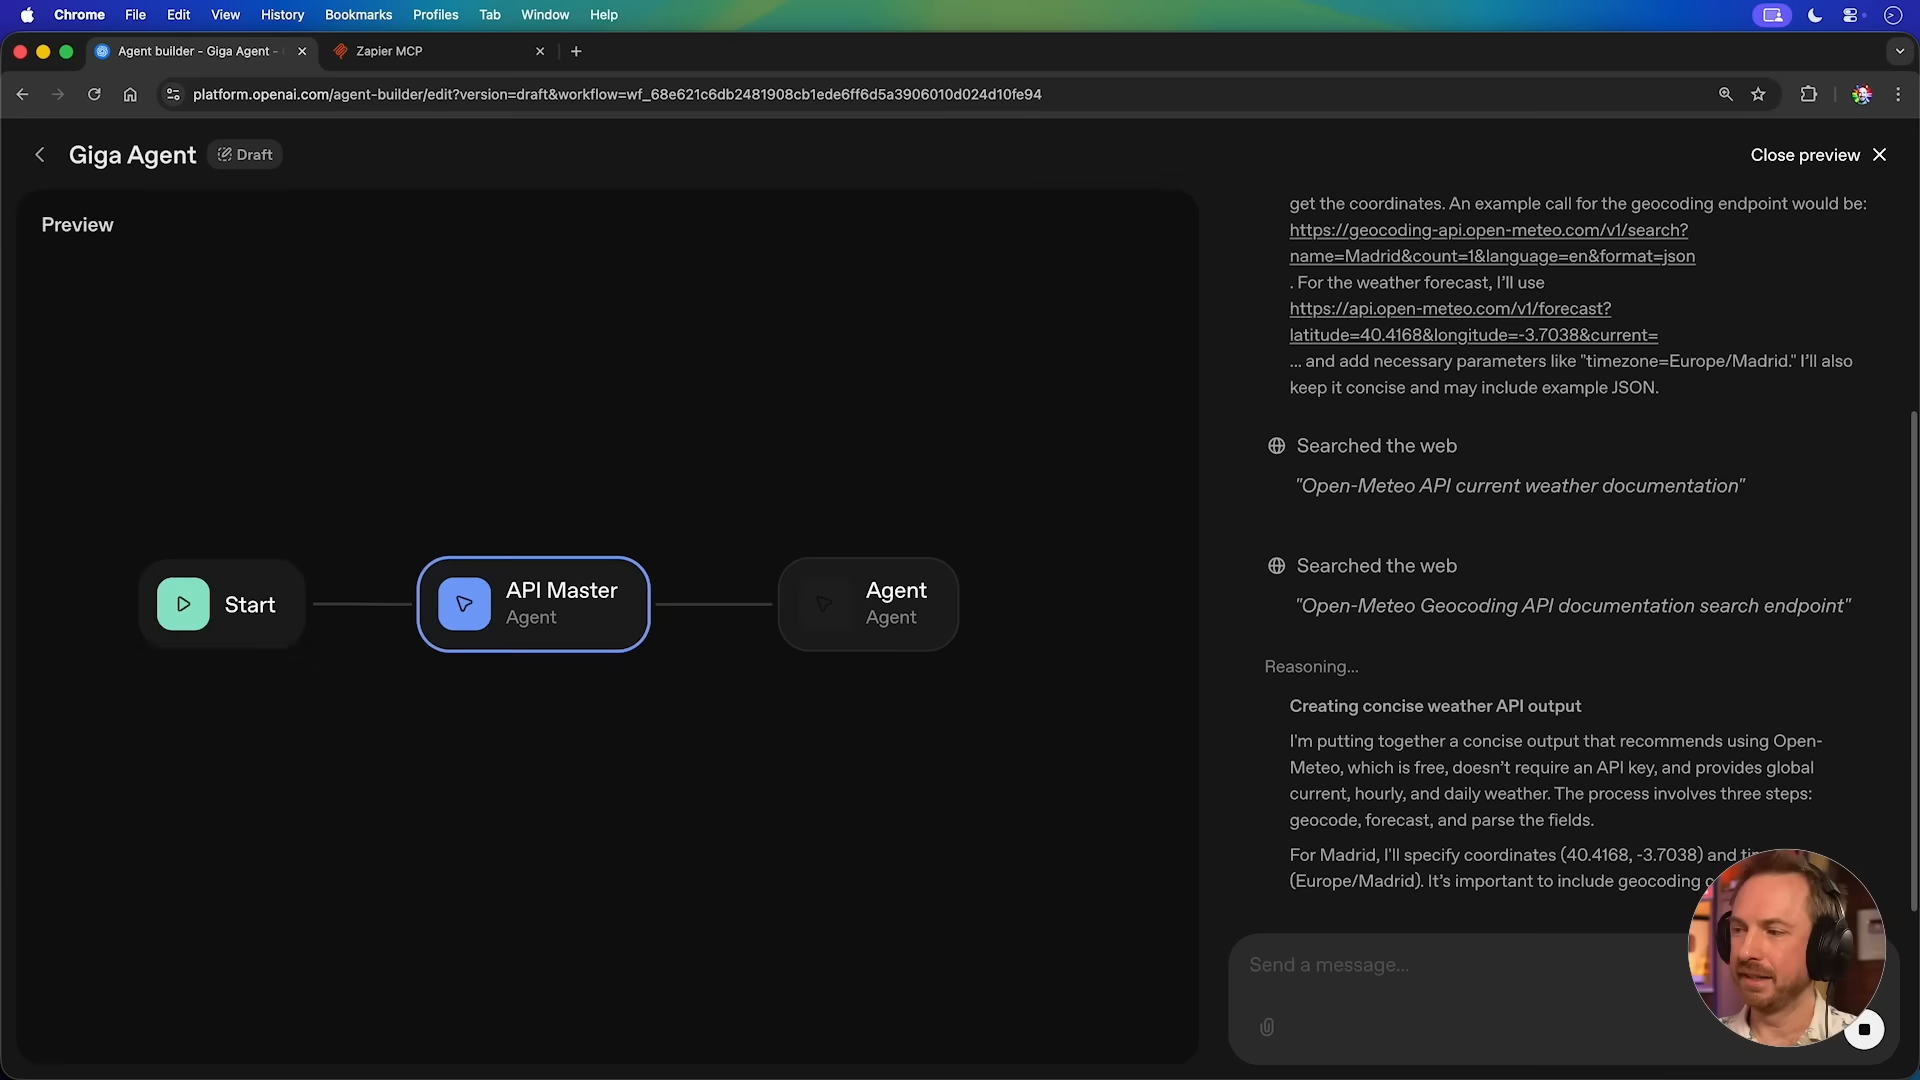 Chrome File Edit View History Bookmarks Profiles Tab Window Help
Agent builder - Giga Agent -
Zapier MCP
platform.openai.com/agent-builder/edit?version=draft&workflow=wf_68e621c6db2481908cb1ede6ff6d5a3906010d024d10fe94
Giga Agent
Draft
Close preview
Preview
Start
API Master
Agent
Agent
Agent
get the coordinates. An example call for the geocoding endpoint would be:
https://geocoding-api.open-meteo.com/v1/search?
name=Madrid&count=1&language=en&format=json
. For the weather forecast, I’ll use
https://api.open-meteo.com/v1/forecast?
latitude=40.4168&longitude=-3.7038&current=
... and add necessary parameters like "timezone=Europe/Madrid." I’ll also
keep it concise and may include example JSON.
Searched the web
"Open-Meteo API current weather documentation"
Searched the web
"Open-Meteo Geocoding API documentation search endpoint"
Reasoning...
Creating concise weather API output
I'm putting together a concise output that recommends using Open-
Meteo, which is free, doesn’t require an API key, and provides global
current, hourly, and daily weather. The process involves three steps:
geocode, forecast, and parse the fields.
For Madrid, I'll specify coordinates (40.4168, -3.7038) and
(Europe/Madrid). It’s important to include geocoding
Send a message...